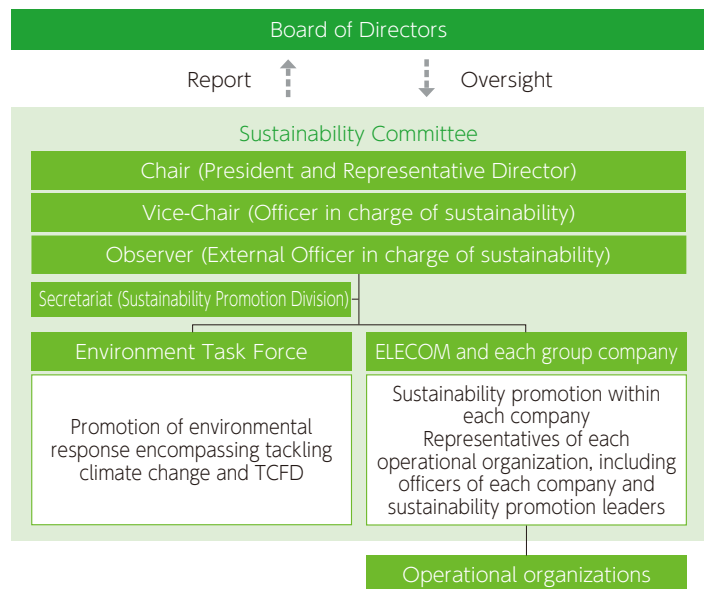 Board of Directors
Report
Oversight
Sustainability Committee
Chair (President and Representative Director)
Vice-Chair (Officer in charge of sustainability)
Observer (External Officer in charge of sustainability)
Secretariat (Sustainability Promotion Division)
Environment Task Force
Promotion of environmental
response encompassing tackling
climate change and TCFD
ELECOM and each group company
Sustainability promotion within
each company
Representatives of each
operational organization, including
officers of each company and
sustainability promotion leaders
Operational organizations